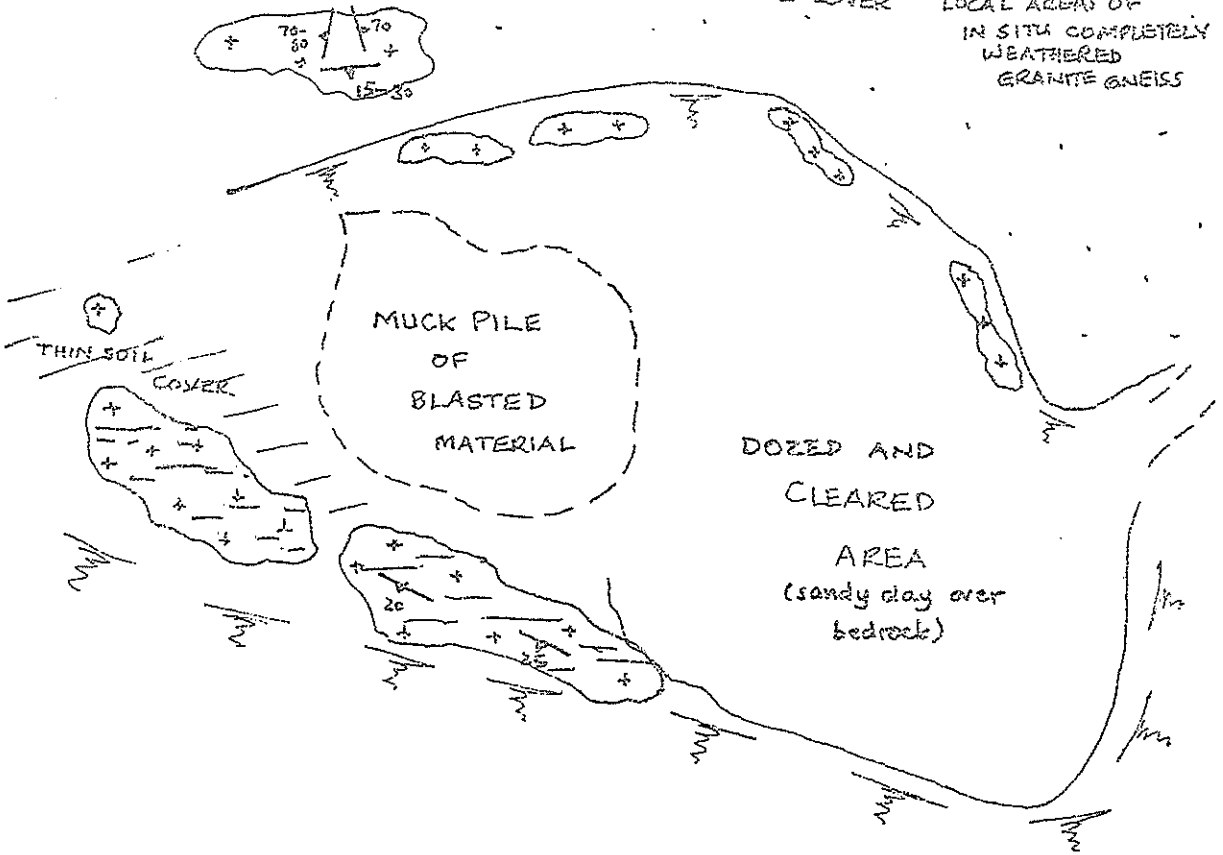 COVER LOCAL AREAS OF
IN SITU COMPLETELY
WEATHERED
GRANITE GNEISS
70-
80
70
15-30
THIN SOIL
COVER
MUCK PILE
OF
BLASTED
MATERIAL
DOZED AND
CLEARED
AREA
(sandy clay over
bedrock)
20